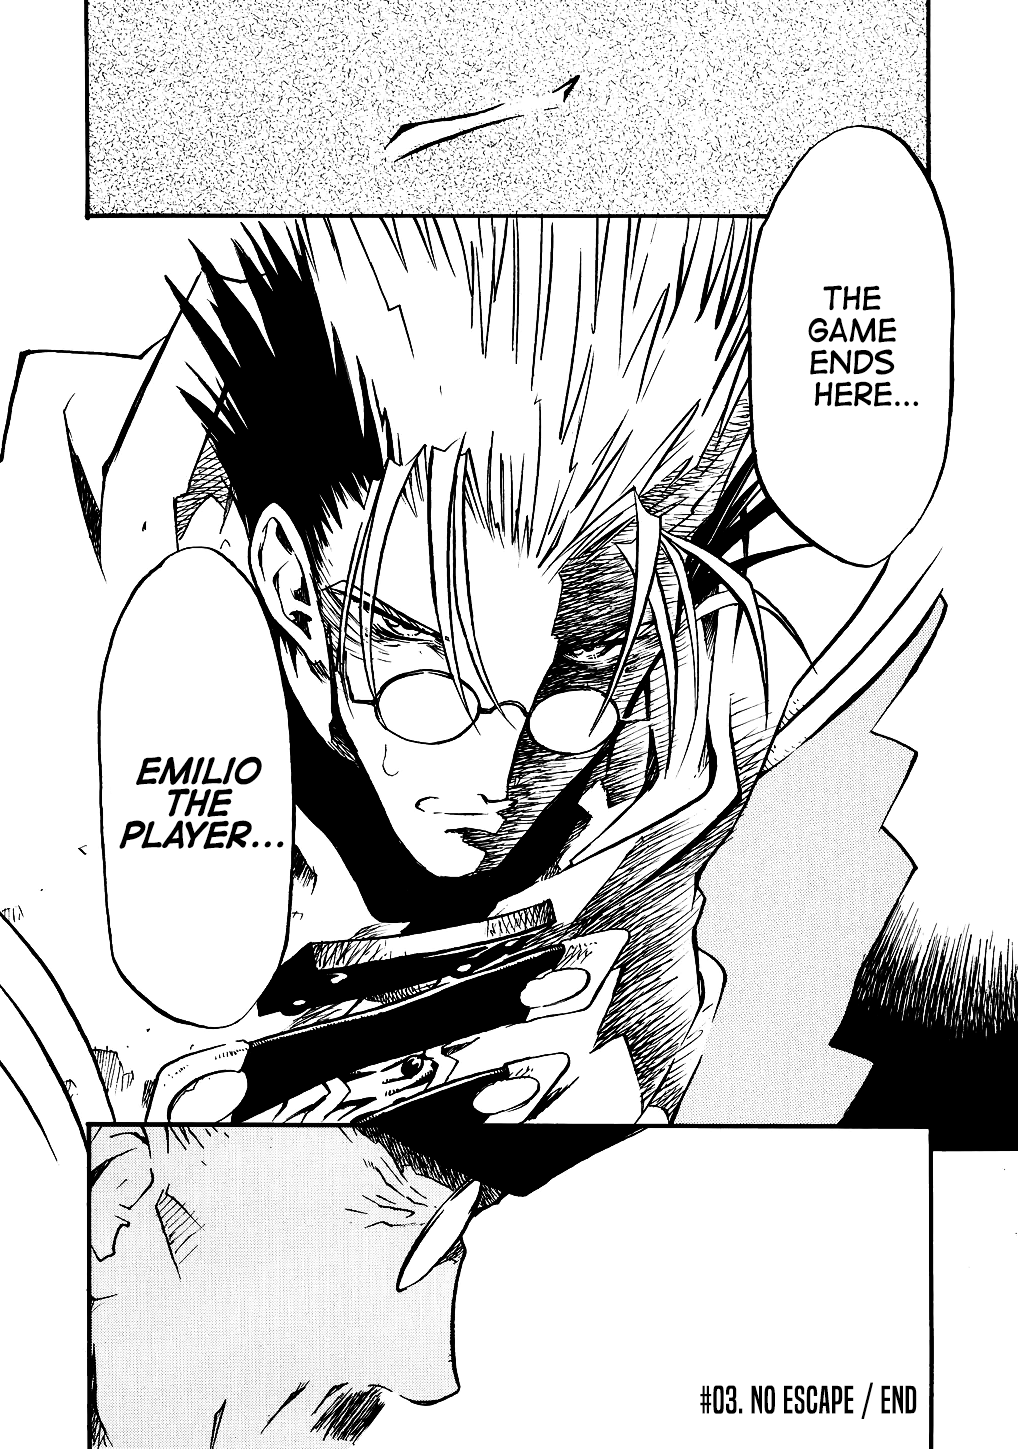 THE
GAME
ENDS
HERE...
EMILIO
THE
PLAYER...
#03. NO ESCAPE / END